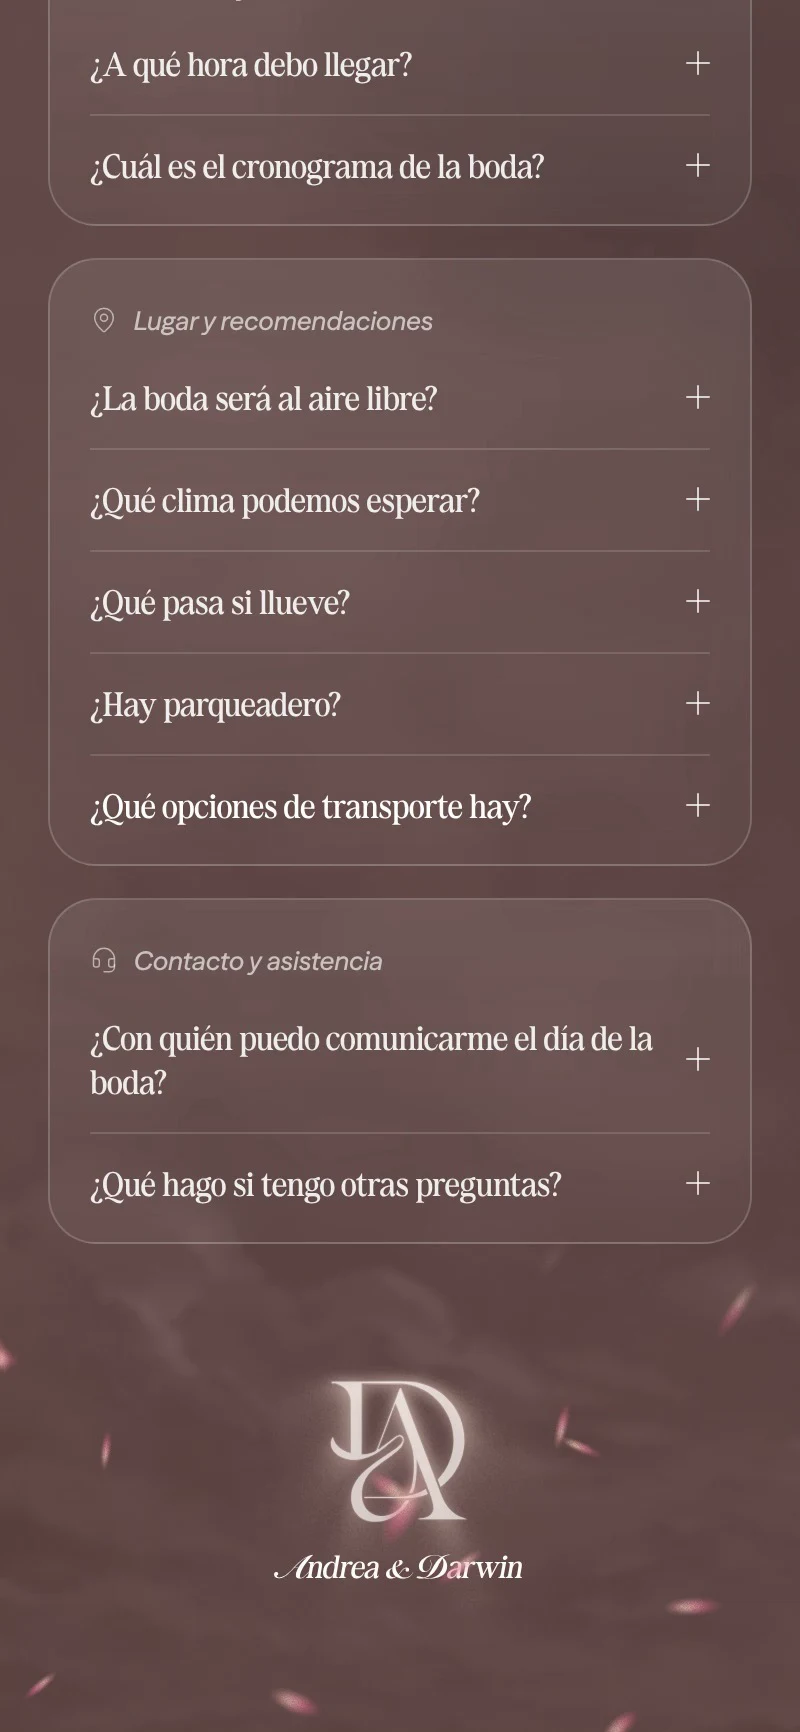 ¿A qué hora debo llegar?
¿Cuál es el cronograma de la boda?
Lugar y recomendaciones
¿La boda será al aire libre?
¿Qué clima podemos esperar?
¿Qué pasa si llueve?
¿Hay parqueadero?
¿Qué opciones de transporte hay?
Contacto y asistencia
¿Con quién puedo comunicarme el día de la
boda?
¿Qué hago si tengo otras preguntas?
DA
Andrea & Darwin